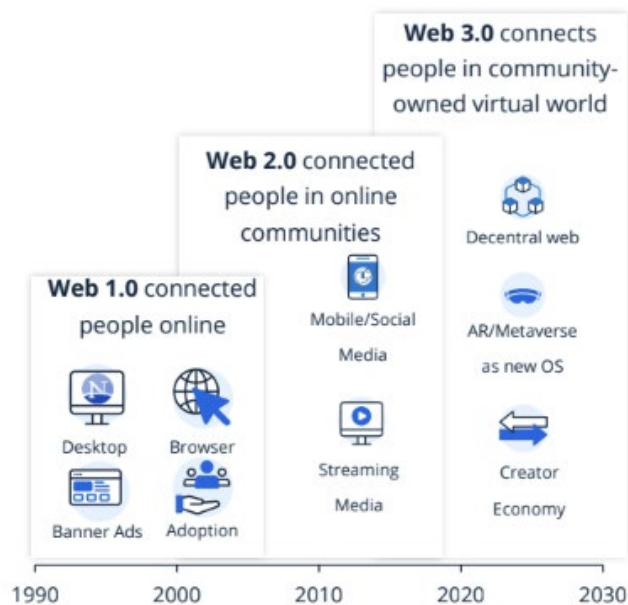 Web 3.0 connects
people in community-
owned virtual world
Decentral web
AR/Metaverse
as new OS
Creator
Economy
Web 2.0 connected
people in online
communities
Mobile/Social
Media
Streaming
Media
Web 1.0 connected
people online
Desktop
Browser
Banner Ads
Adoption
1990
2000
2010
2020
2030